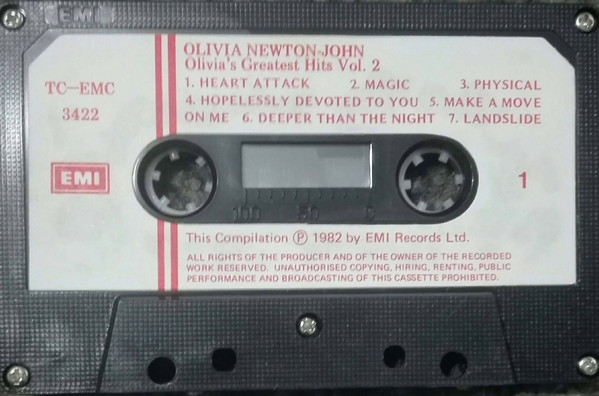 EMI
OLIVIA NEWTON-JOHN
Olivia's Greatest Hits Vol. 2
1. HEART ATTACK 2. MAGIC 3. PHYSICAL
4. HOPELESSLY DEVOTED TO YOU 5. MAKE A MOVE
ON ME 6. DEEPER THAN THE NIGHT 7. LANDSLIDE
TC-EMC
3422
EMI
1
100 50 0
This Compilation Ⓟ 1982 by EMI Records Ltd.
ALL RIGHTS OF THE PRODUCER AND OF THE OWNER OF THE RECORDED
WORK RESERVED. UNAUTHORISED COPYING, HIRING, RENTING, PUBLIC
PERFORMANCE AND BROADCASTING OF THIS CASSETTE PROHIBITED.